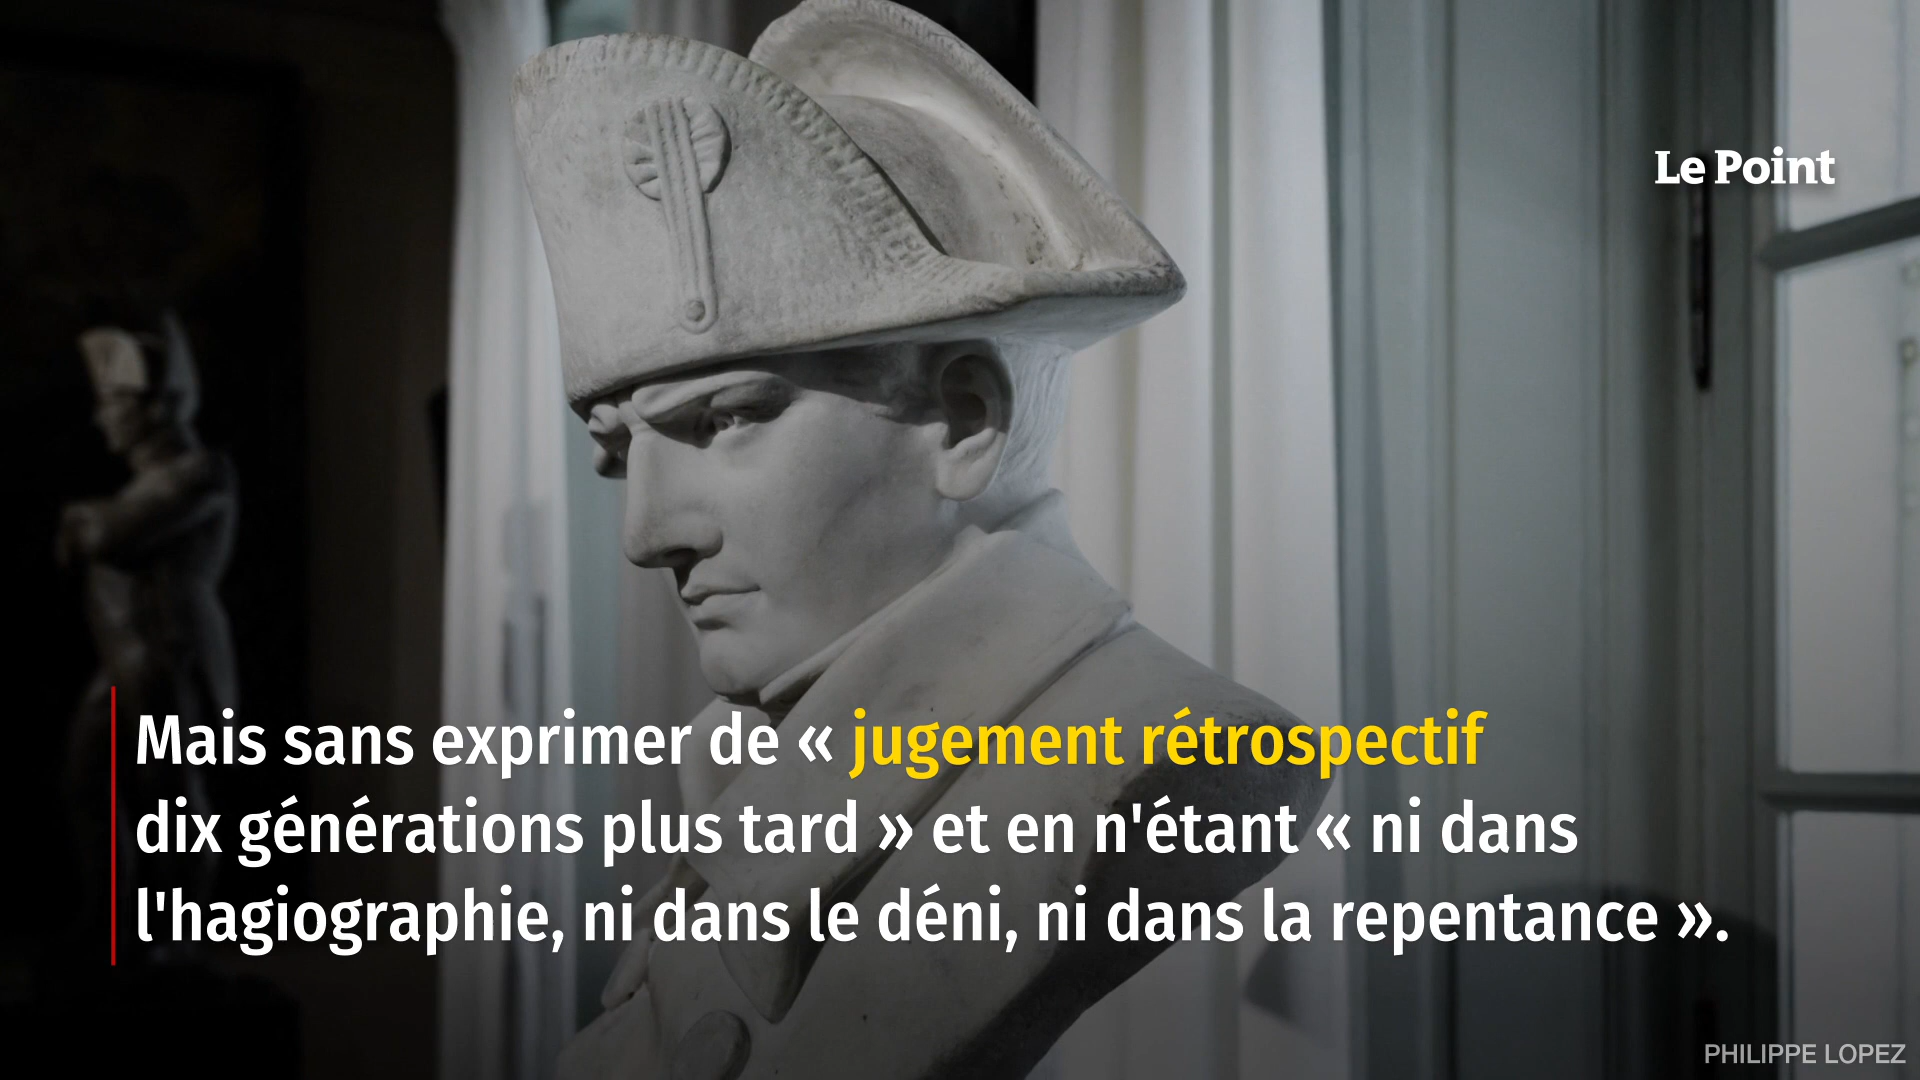 Le Point
Mais sans exprimer de « jugement rétrospectif
dix générations plus tard » et en n'étant « ni dans
l'hagiographie, ni dans le déni, ni dans la repentance ».
PHILIPPE LOPEZ